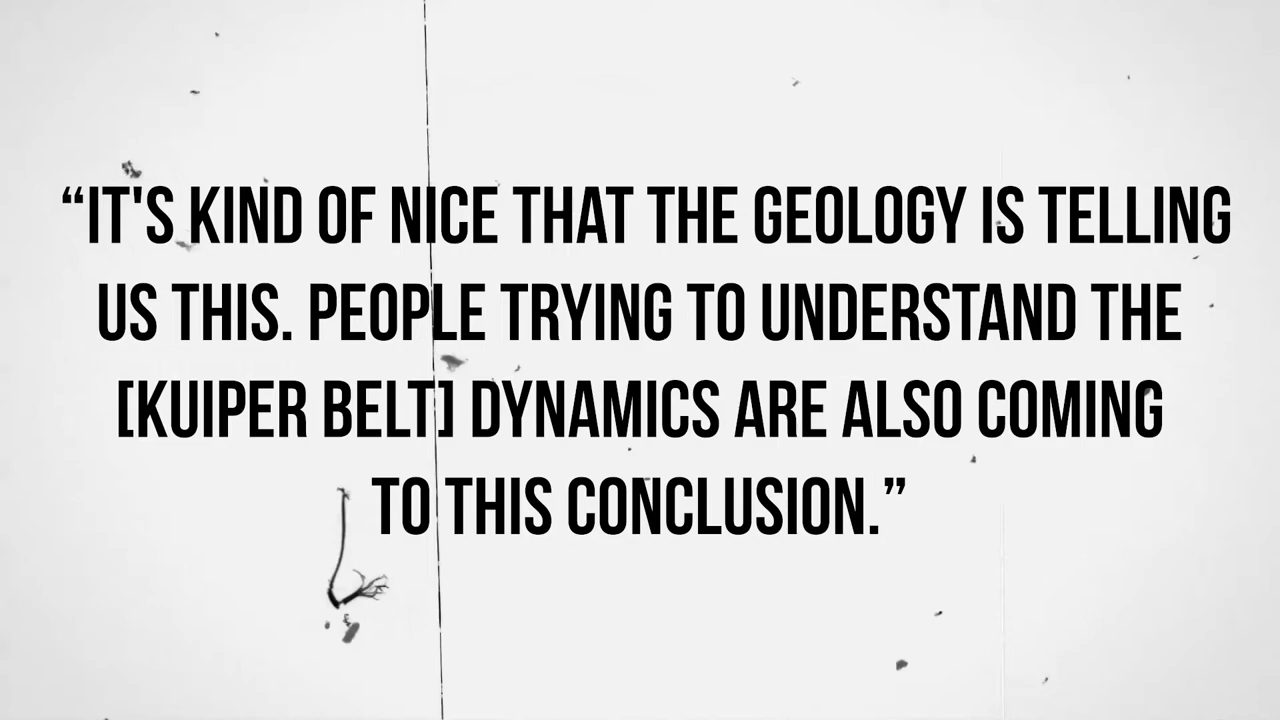 “IT'S KIND OF NICE THAT THE GEOLOGY IS TELLING
US THIS. PEOPLE TRYING TO UNDERSTAND THE
[KUIPER BELT] DYNAMICS ARE ALSO COMING
TO THIS CONCLUSION.”